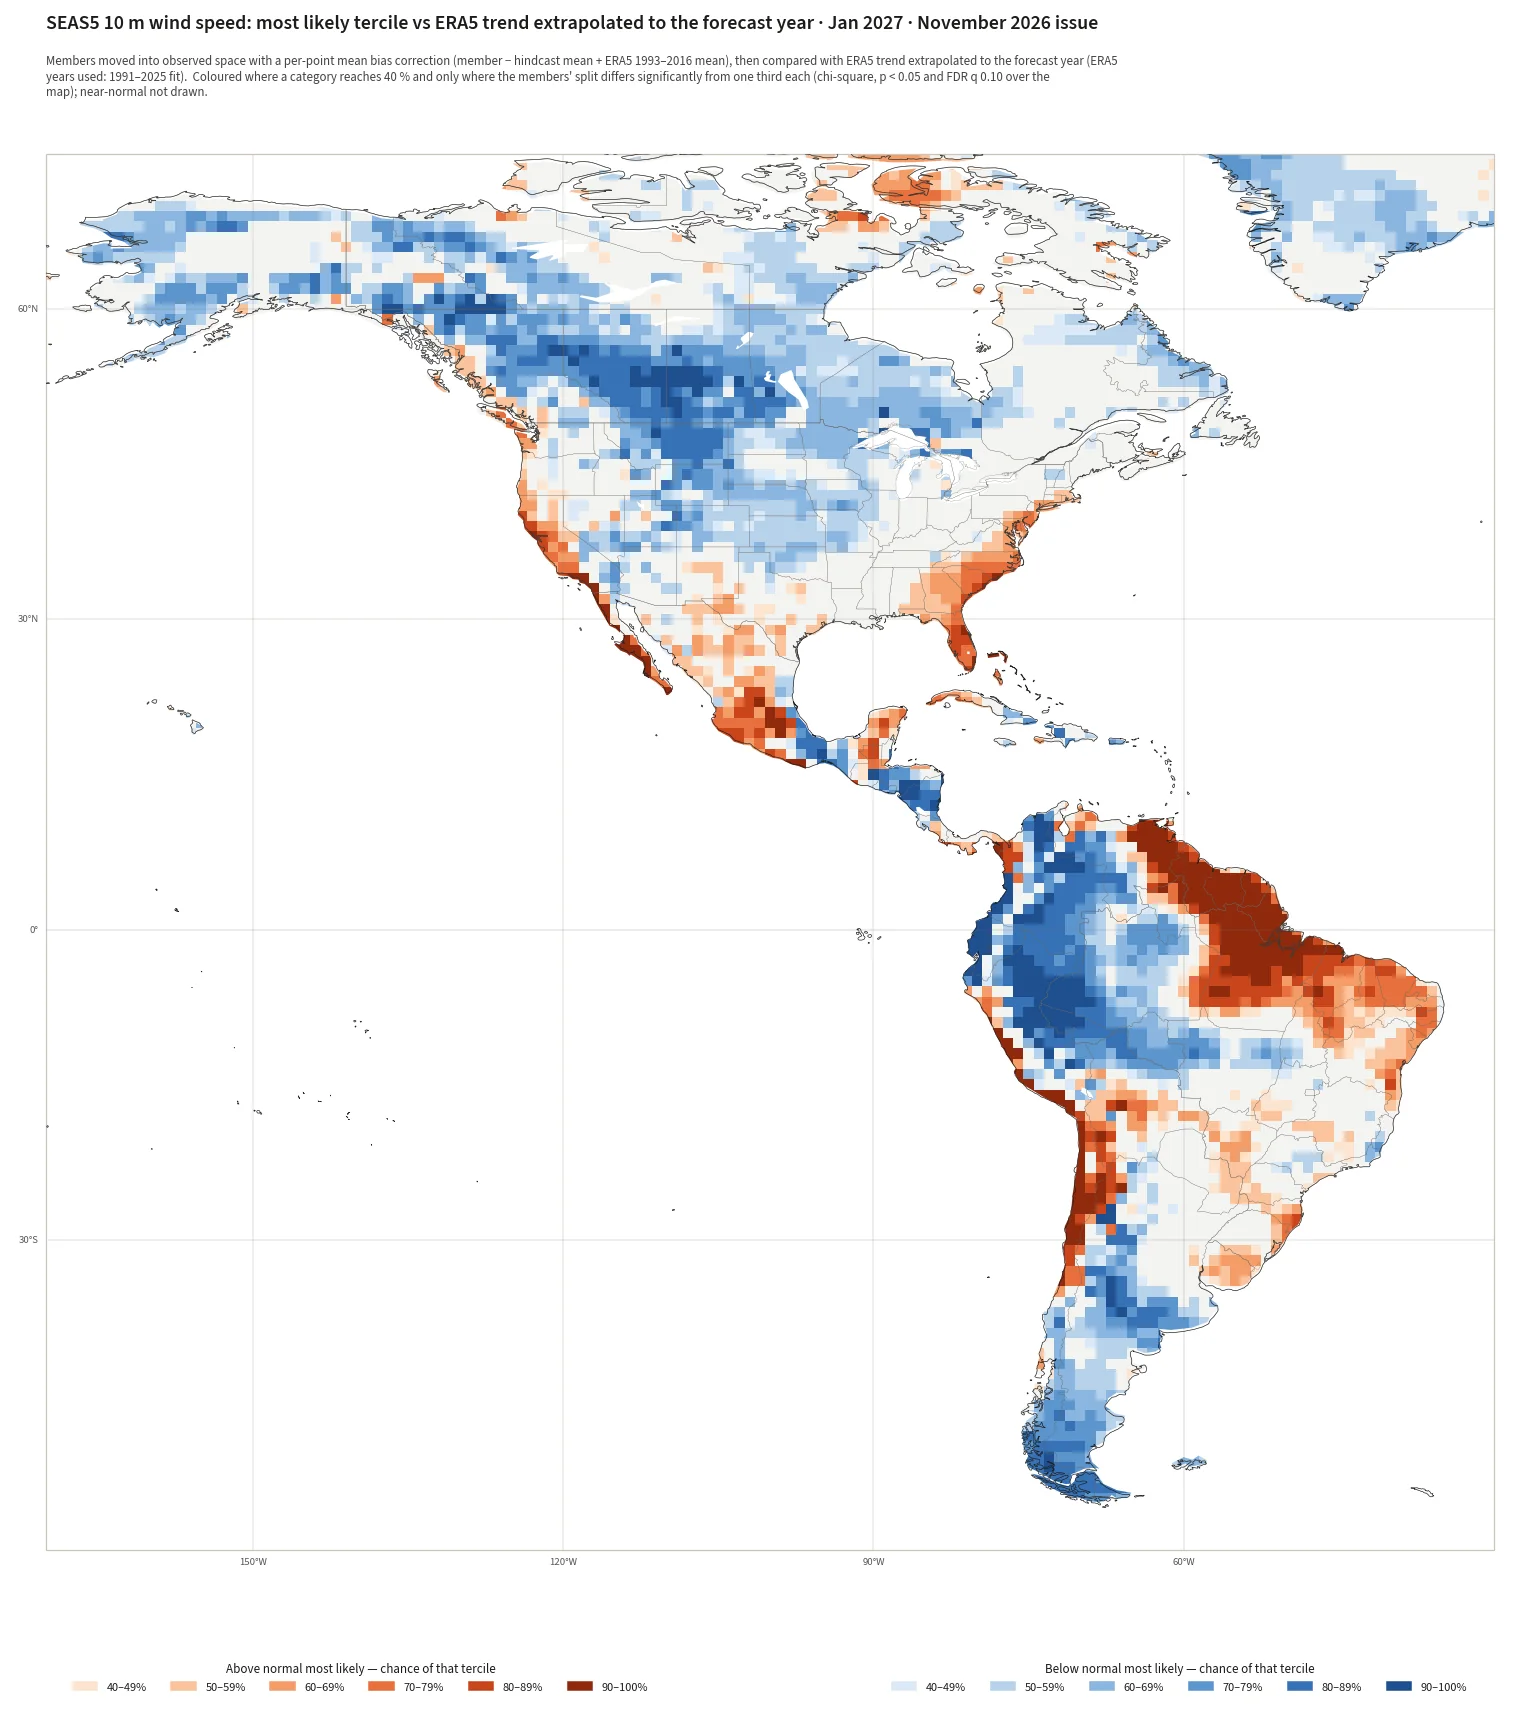 SEAS5 10 m wind speed: most likely tercile vs ERA5 trend extrapolated to the forecast year · Jan 2027 · November 2026 issue
Members moved into observed space with a per-point mean bias correction (member − hindcast mean + ERA5 1993–2016 mean), then compared with ERA5 trend extrapolated to the forecast year (ERA5
years used: 1991–2025 fit). Coloured where a category reaches 40 % and only where the members' split differs significantly from one third each (chi-square, p < 0.05 and FDR q 0.10 over the
map); near-normal not drawn.
60°N
30°N
0°
30°S
150°W 120°W 90°W 60°W
Above normal most likely — chance of that tercile
40–49% 50–59% 60–69% 70–79% 80–89% 90–100%
Below normal most likely — chance of that tercile
40–49% 50–59% 60–69% 70–79% 80–89% 90–100%